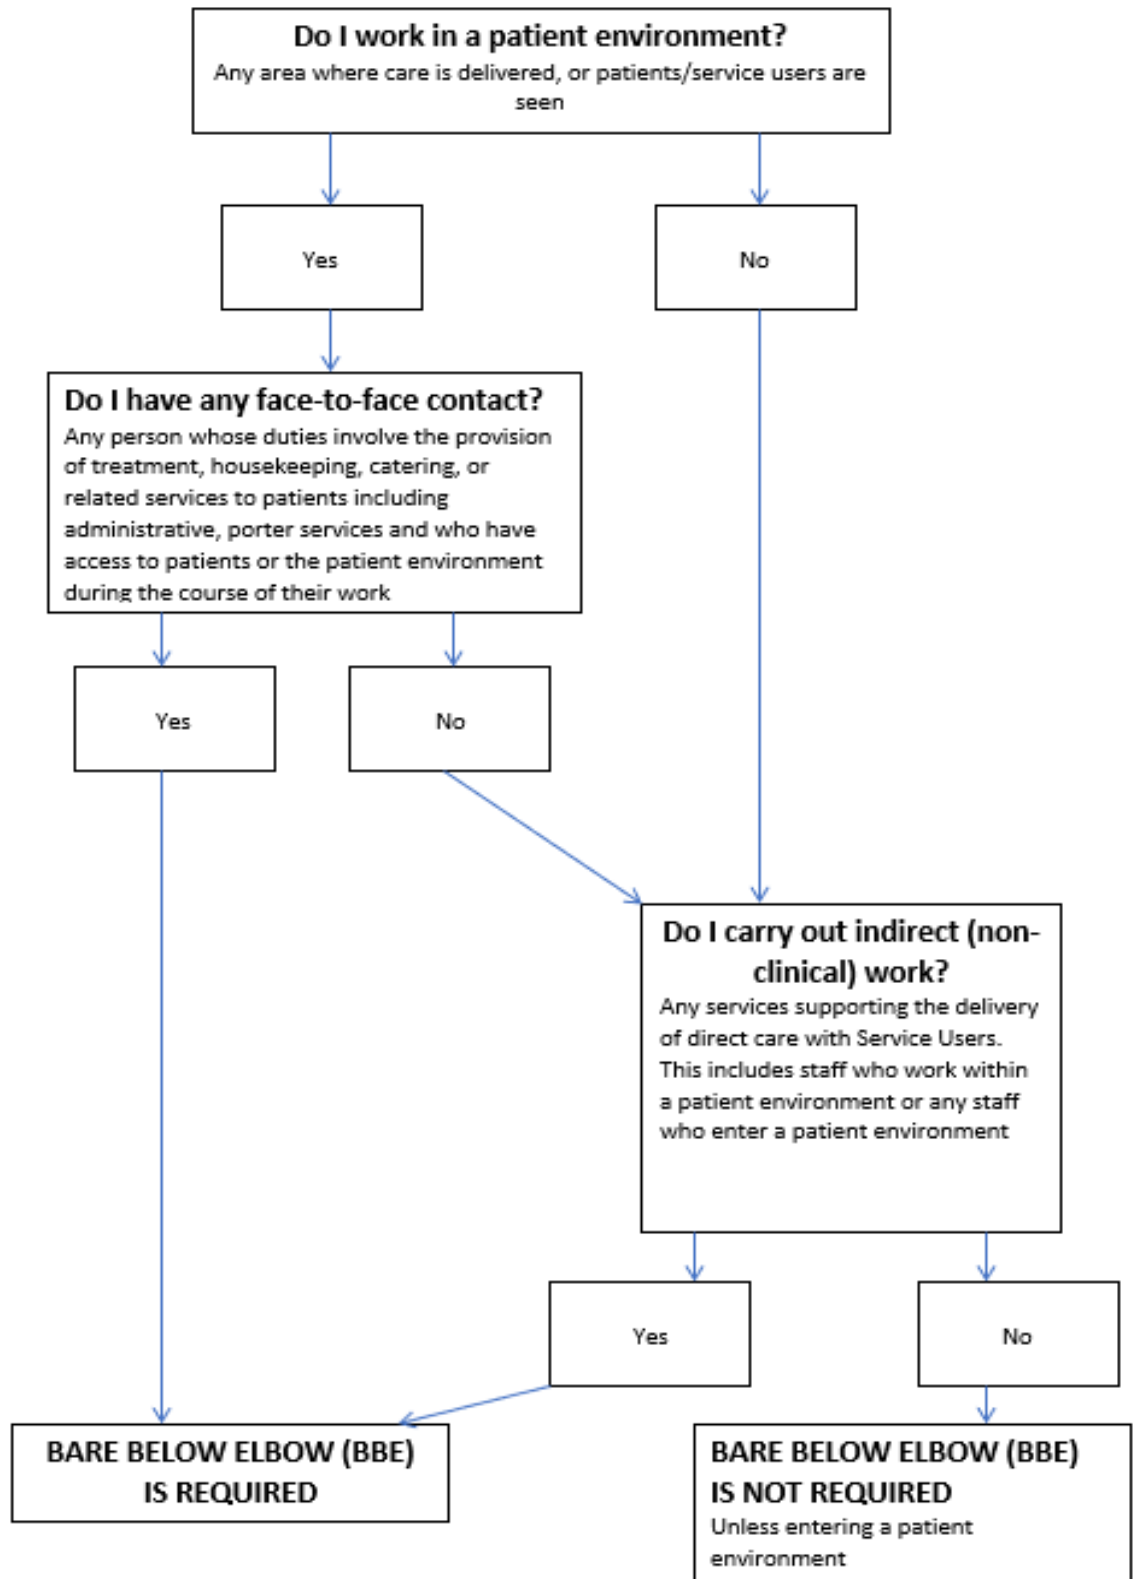 Do I work in a patient environment?
Any area where care is delivered, or patients/service users are
seen
Yes
No
Do I have any face-to-face contact?
Any person whose duties involve the provision
of treatment, housekeeping, catering, or
related services to patients including
administrative, porter services and who have
access to patients or the patient environment
during the course of their work
Yes
No
Do I carry out indirect (non-
clinical) work?
Any services supporting the delivery
of direct care with Service Users.
This includes staff who work within
a patient environment or any staff
who enter a patient environment
Yes
No
BARE BELOW ELBOW (BBE)
IS REQUIRED
BARE BELOW ELBOW (BBE)
IS NOT REQUIRED
Unless entering a patient
environment